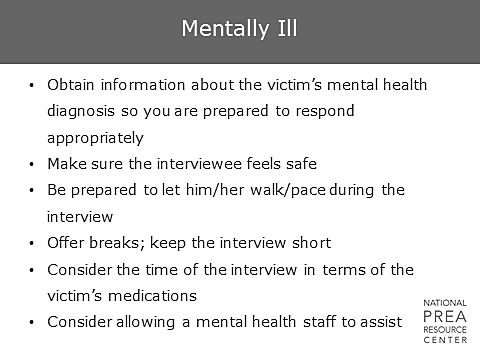 Mentally Ill
• Obtain information about the victim's mental health
diagnosis so you are prepared to respond
appropriately
• Make sure the interviewee feels safe
• Be prepared to let him/her walk/pace during the
interview
• Offer breaks; keep the interview short
• Consider the time of the interview in terms of the
victim's medications
• Consider allowing a mental health staff to assist
NATIONAL
PREA
RESOURCE
CENTER